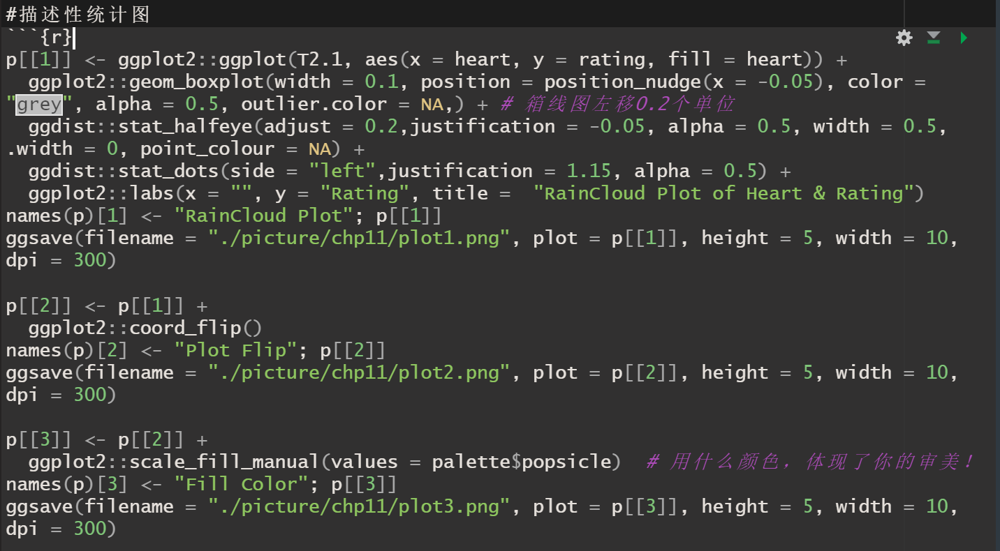 #描述性统计图
```{r}
p[[1]] <- ggplot2::ggplot(T2.1, aes(x = heart, y = rating, fill = heart)) +
  ggplot2::geom_boxplot(width = 0.1, position = position_nudge(x = -0.05), color =
"grey", alpha = 0.5, outlier.color = NA,) + # 箱线图左移0.2个单位
  ggdist::stat_halfeye(adjust = 0.2,justification = -0.05, alpha = 0.5, width = 0.5,
.width = 0, point_colour = NA) +
  ggdist::stat_dots(side = "left",justification = 1.15, alpha = 0.5) +
  ggplot2::labs(x = "", y = "Rating", title =  "RainCloud Plot of Heart & Rating")
names(p)[1] <- "RainCloud Plot"; p[[1]]
ggsave(filename = "./picture/chp11/plot1.png", plot = p[[1]], height = 5, width = 10,
dpi = 300)

p[[2]] <- p[[1]] +
  ggplot2::coord_flip()
names(p)[2] <- "Plot Flip"; p[[2]]
ggsave(filename = "./picture/chp11/plot2.png", plot = p[[2]], height = 5, width = 10,
dpi = 300)

p[[3]] <- p[[2]] +
  ggplot2::scale_fill_manual(values = palette$popsicle)  # 用什么颜色，体现了你的审美！
names(p)[3] <- "Fill Color"; p[[3]]
ggsave(filename = "./picture/chp11/plot3.png", plot = p[[3]], height = 5, width = 10,
dpi = 300)